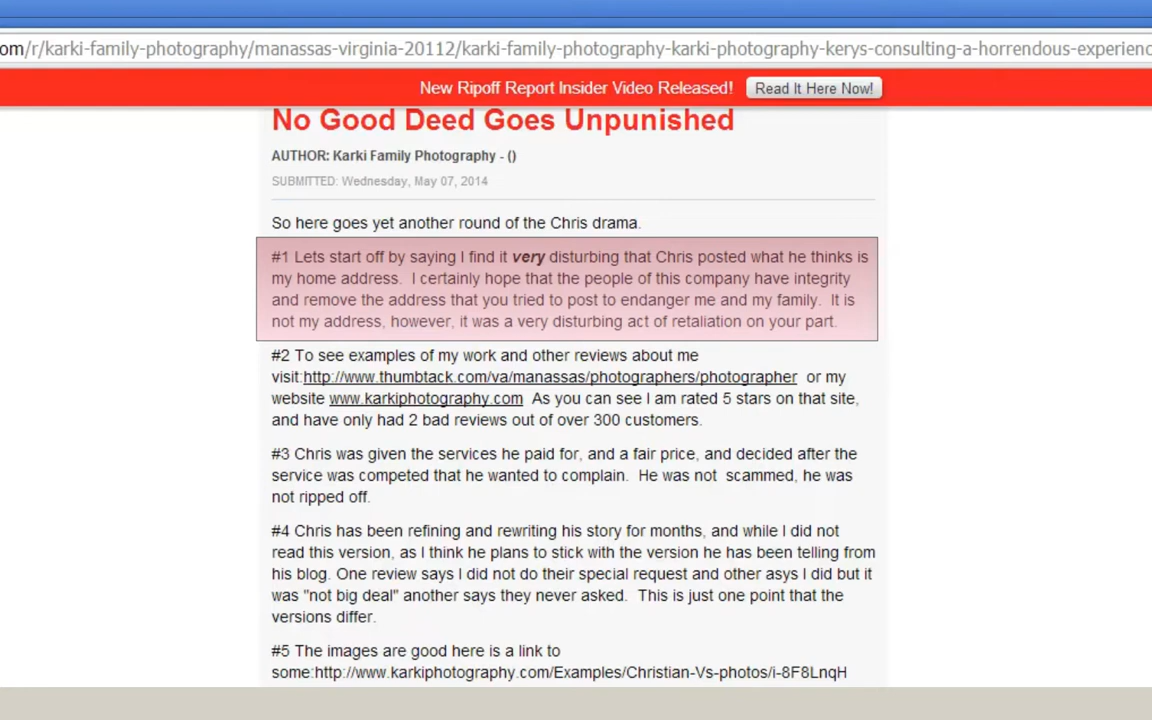 om/r/karki-family-photography/manassas-virginia-20112/karki-family-photography-karki-photography-kerys-consulting-a-horrendous-experienc
New Ripoff Report Insider Video Released! Read It Here Now!
No Good Deed Goes Unpunished
AUTHOR: Karki Family Photography - ()
SUBMITTED: Wednesday, May 07, 2014
So here goes yet another round of the Chris drama.
#1 Lets start off by saying I find it very disturbing that Chris posted what he thinks is
my home address.  I certainly hope that the people of this company have integrity
and remove the address that you tried to post to endanger me and my family.  It is
not my address, however, it was a very disturbing act of retaliation on your part.
#2 To see examples of my work and other reviews about me
visit:http://www.thumbtack.com/va/manassas/photographers/photographer  or my
website www.karkiphotography.com  As you can see I am rated 5 stars on that site,
and have only had 2 bad reviews out of over 300 customers.
#3 Chris was given the services he paid for, and a fair price, and decided after the
service was competed that he wanted to complain.  He was not  scammed, he was
not ripped off.
#4 Chris has been refining and rewriting his story for months, and while I did not
read this version, as I think he plans to stick with the version he has been telling from
his blog. One review says I did not do their special request and other asys I did but it
was "not big deal" another says they never asked.  This is just one point that the
versions differ.
#5 The images are good here is a link to
some:http://www.karkiphotography.com/Examples/Christian-Vs-photos/i-8F8LnqH